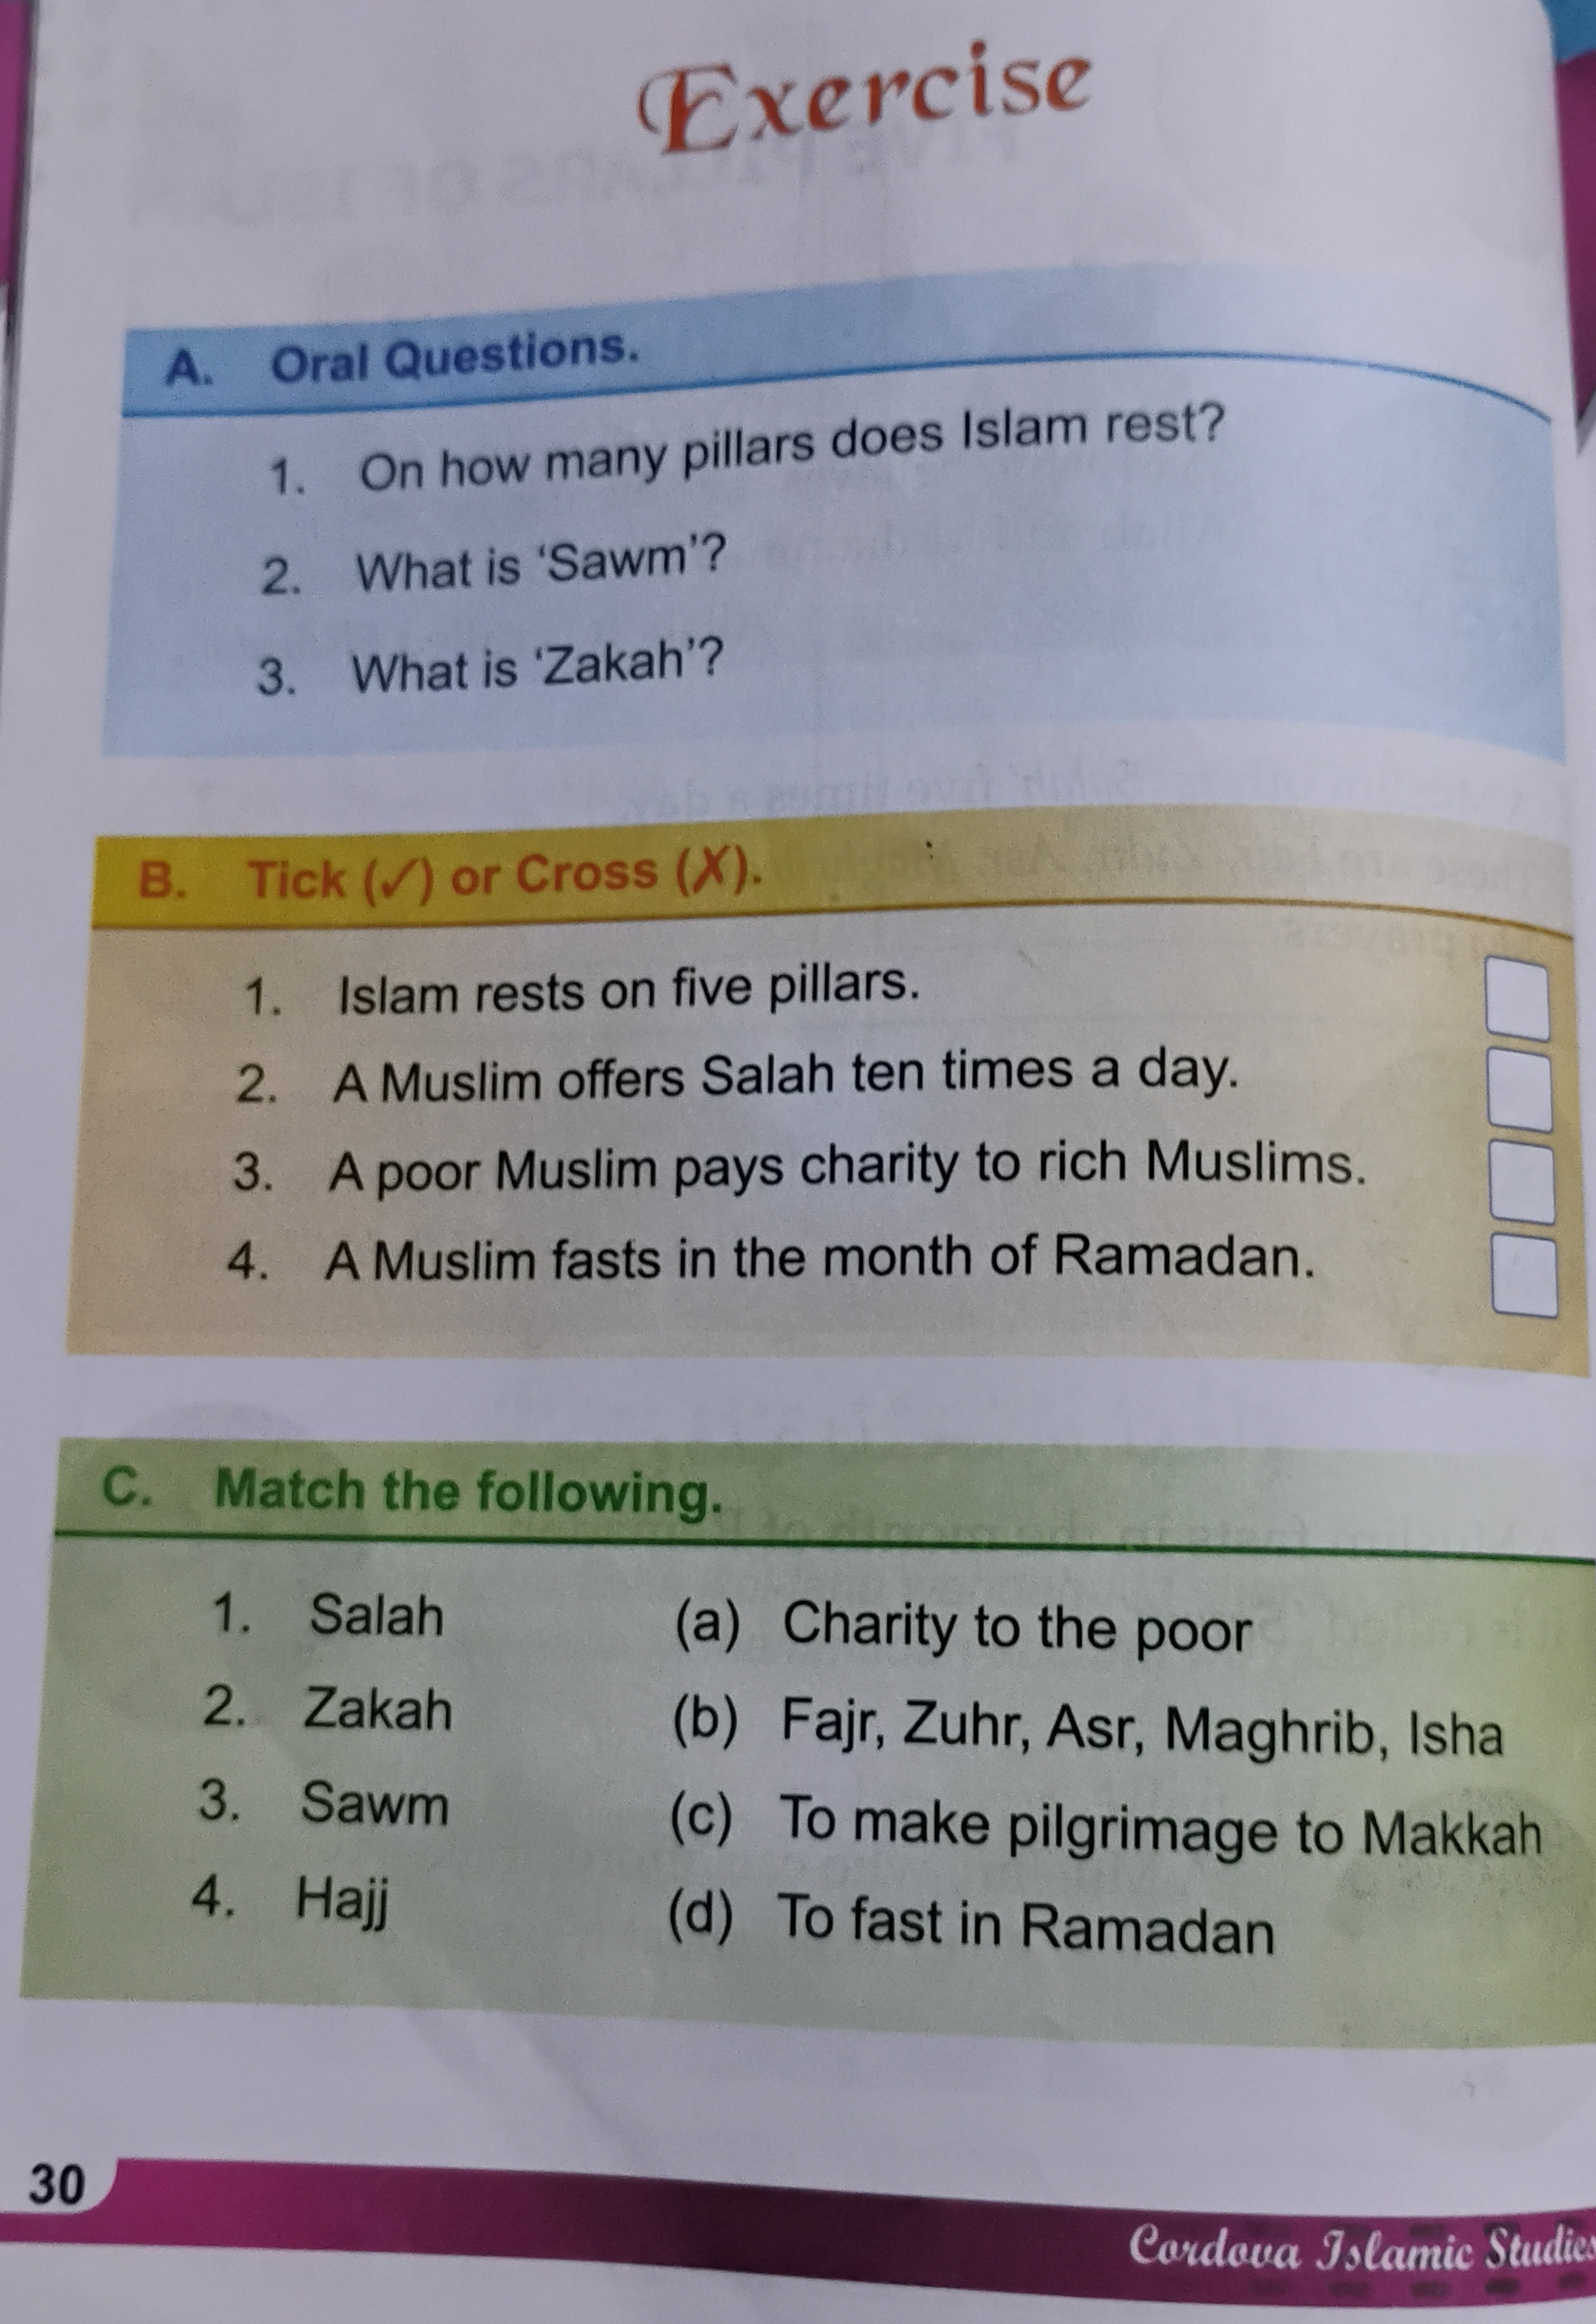 Exercise
A. Oral Questions.
1. On how many pillars does Islam rest?
2. What is ‘Sawm’?
3. What is ‘Zakah’?
B. Tick (✓) or Cross (✗).
1. Islam rests on five pillars.
2. A Muslim offers Salah ten times a day.
3. A poor Muslim pays charity to rich Muslims.
4. A Muslim fasts in the month of Ramadan.
C. Match the following.
1. Salah (a) Charity to the poor
2. Zakah (b) Fajr, Zuhr, Asr, Maghrib, Isha
3. Sawm (c) To make pilgrimage to Makkah
4. Hajj (d) To fast in Ramadan
30
Cordova Islamic Studies